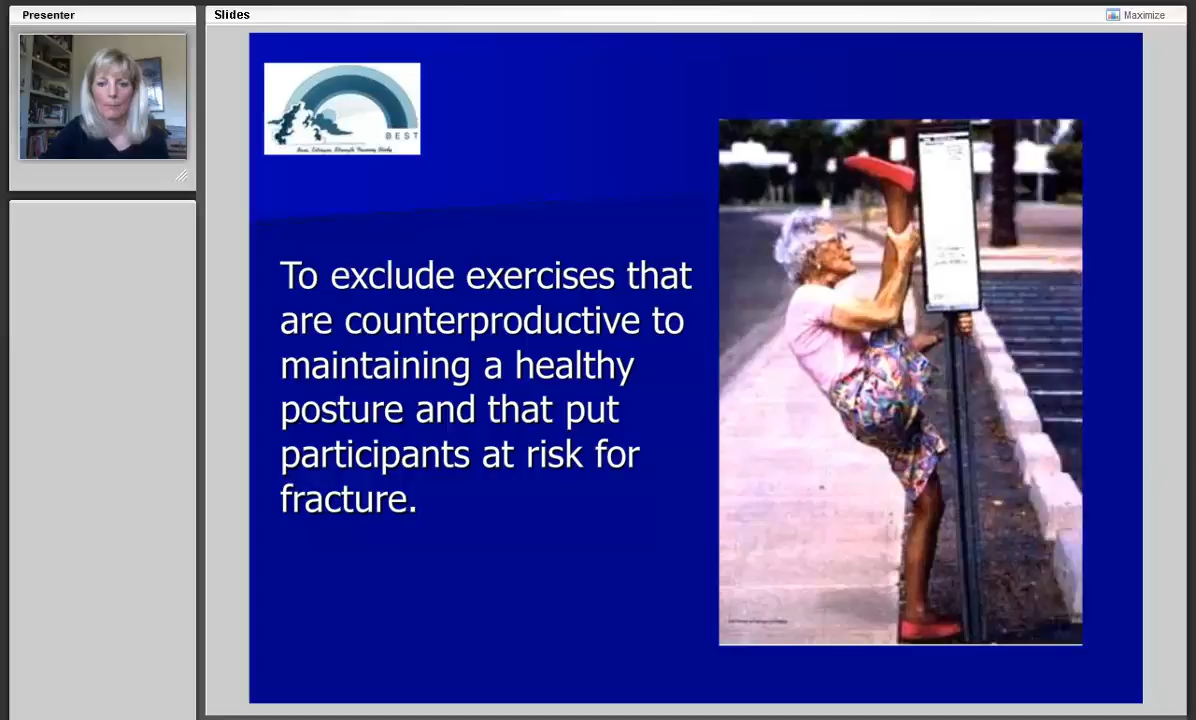 Presenter
Slides
Maximize
BEST
To exclude exercises that
are counterproductive to
maintaining a healthy
posture and that put
participants at risk for
fracture.